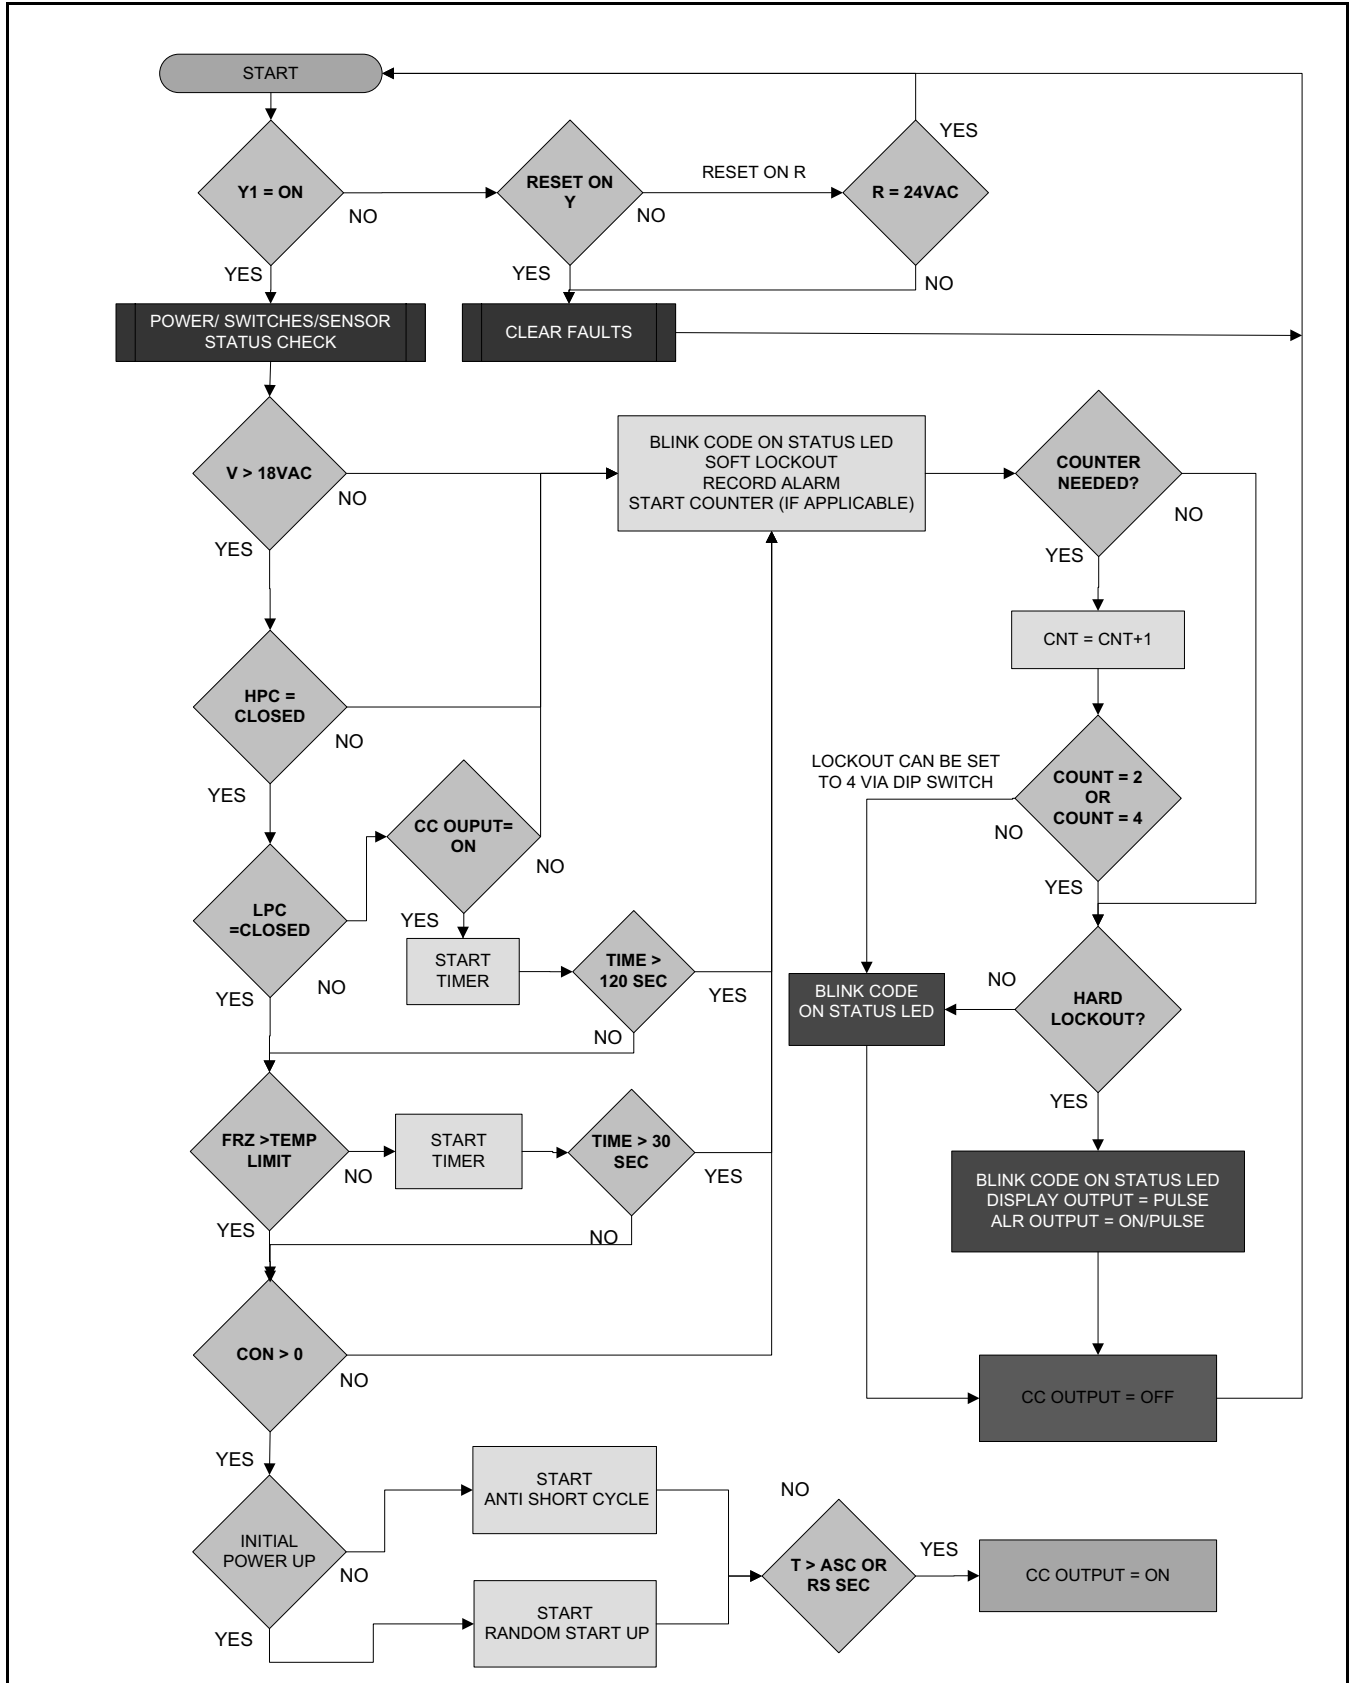 START
Y1 = ON
NO
YES
RESET ON
Y
NO
YES
RESET ON R
R = 24VAC
YES
NO
POWER/ SWITCHES/SENSOR
STATUS CHECK
CLEAR FAULTS
V > 18VAC
NO
YES
BLINK CODE ON STATUS LED
SOFT LOCKOUT
RECORD ALARM
START COUNTER (IF APPLICABLE)
COUNTER
NEEDED?
NO
YES
CNT = CNT+1
HPC =
CLOSED
NO
YES
LOCKOUT CAN BE SET
TO 4 VIA DIP SWITCH
COUNT = 2
OR
COUNT = 4
NO
YES
CC OUPUT=
ON
NO
YES
LPC
=CLOSED
NO
YES
START
TIMER
TIME >
120 SEC
YES
NO
BLINK CODE
ON STATUS LED
NO
HARD
LOCKOUT?
YES
FRZ >TEMP
LIMIT
NO
YES
START
TIMER
TIME > 30
SEC
YES
NO
BLINK CODE ON STATUS LED
DISPLAY OUTPUT = PULSE
ALR OUTPUT = ON/PULSE
CON > 0
NO
YES
CC OUTPUT = OFF
INITIAL
POWER UP
NO
YES
START
ANTI SHORT CYCLE
START
RANDOM START UP
NO
T > ASC OR
RS SEC
YES
CC OUTPUT = ON